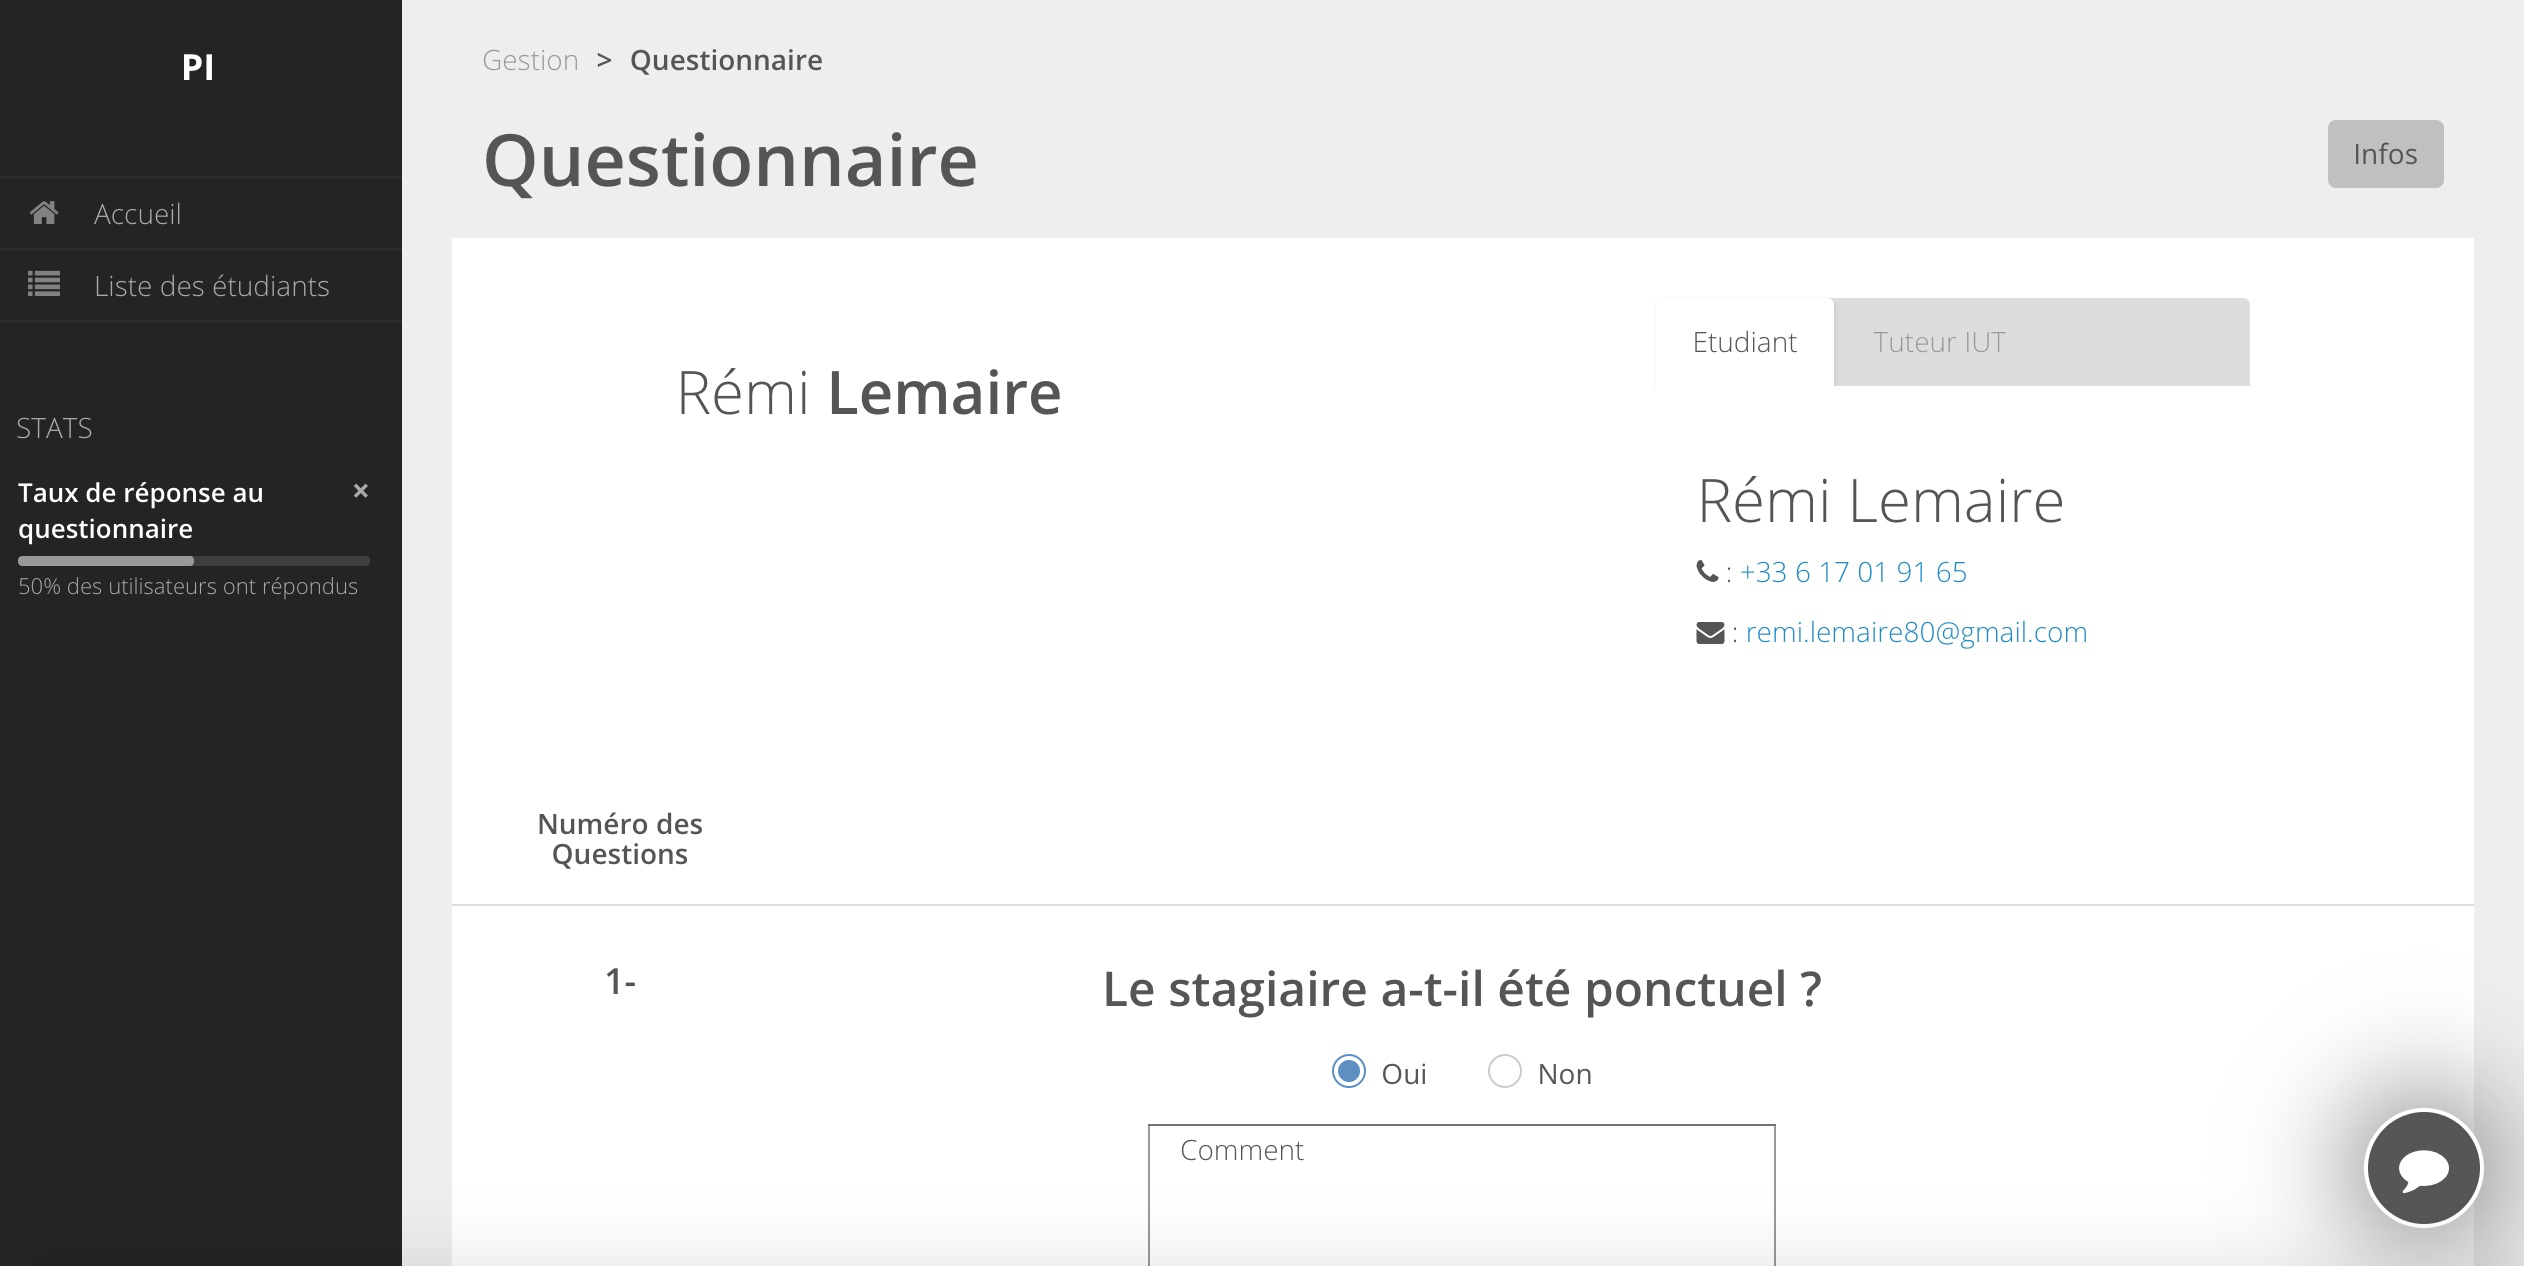 PI
Accueil
Liste des étudiants
STATS
Taux de réponse au
questionnaire
×
50% des utilisateurs ont répondus
Gestion > Questionnaire
Questionnaire
Infos
Rémi Lemaire
Etudiant
Tuteur IUT
Rémi Lemaire
: +33 6 17 01 91 65
: remi.lemaire80@gmail.com
Numéro des
Questions
1-
Le stagiaire a-t-il été ponctuel ?
Oui
Non
Comment